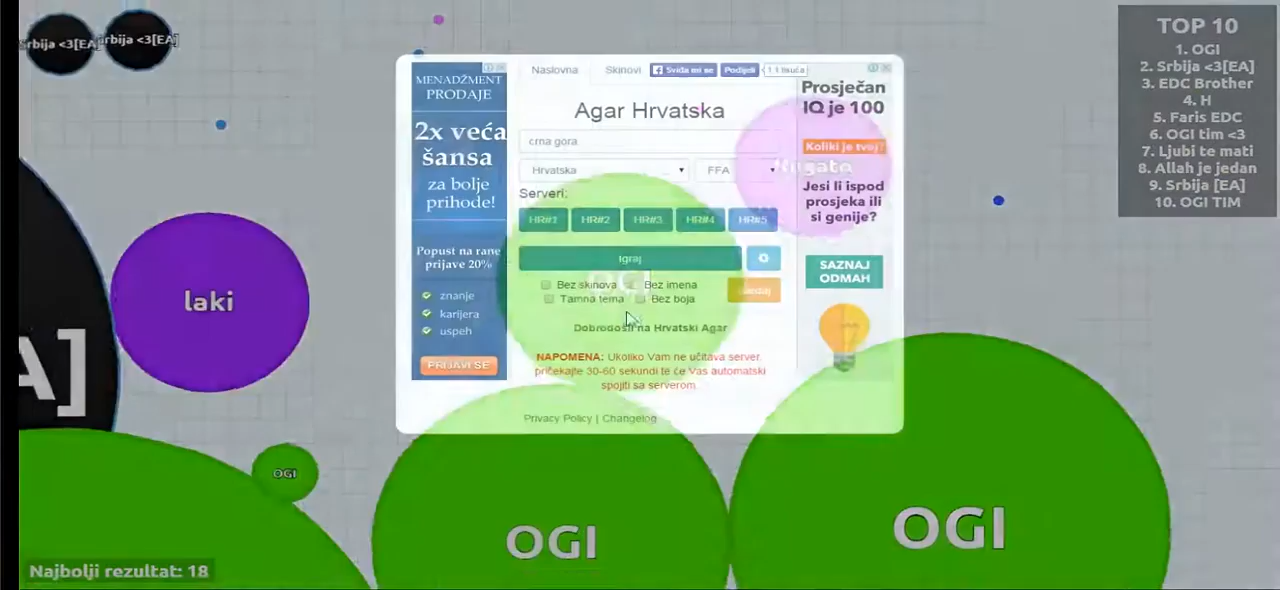 Srbija <3[EA]
Srbija <3[EA]
TOP 10
1. OGI
2. Srbija <3[EA]
3. EDC Brother
4. H
5. Faris EDC
6. OGI tim <3
7. Ljubi te mati
8. Allah je jedan
9. Srbija [EA]
10. OGI TIM
MENADŽMENT
PRODAJE
2x veća
šansa
za bolje
prihode!
Popust na rane
prijave 20%
znanje
karijera
uspeh
PRIJAVI SE
Naslovna
Skinovi
Sviđa mi se
Podijeli
1.1 tisuća
Agar Hrvatska
crna gora
Hrvatska
FFA
Serveri:
HR#1
HR#2
HR#3
HR#4
HR#5
Igraj
Bez skinova
Bez imena
Tamna tema
Bez boja
Dobrodošli na Hrvatski Agar
NAPOMENA: Ukoliko Vam ne učitava server,
pričekajte 30-60 sekundi te će Vas automatski
spojiti sa serverom.
Privacy Policy | Changelog
Prosječan
IQ je 100
Koliki je tvoj?
Jesi li ispod
prosjeka ili
si genije?
SAZNAJ
ODMAH
OGI
laki
A]
OGI
OGI
OGI
Najbolji rezultat: 18